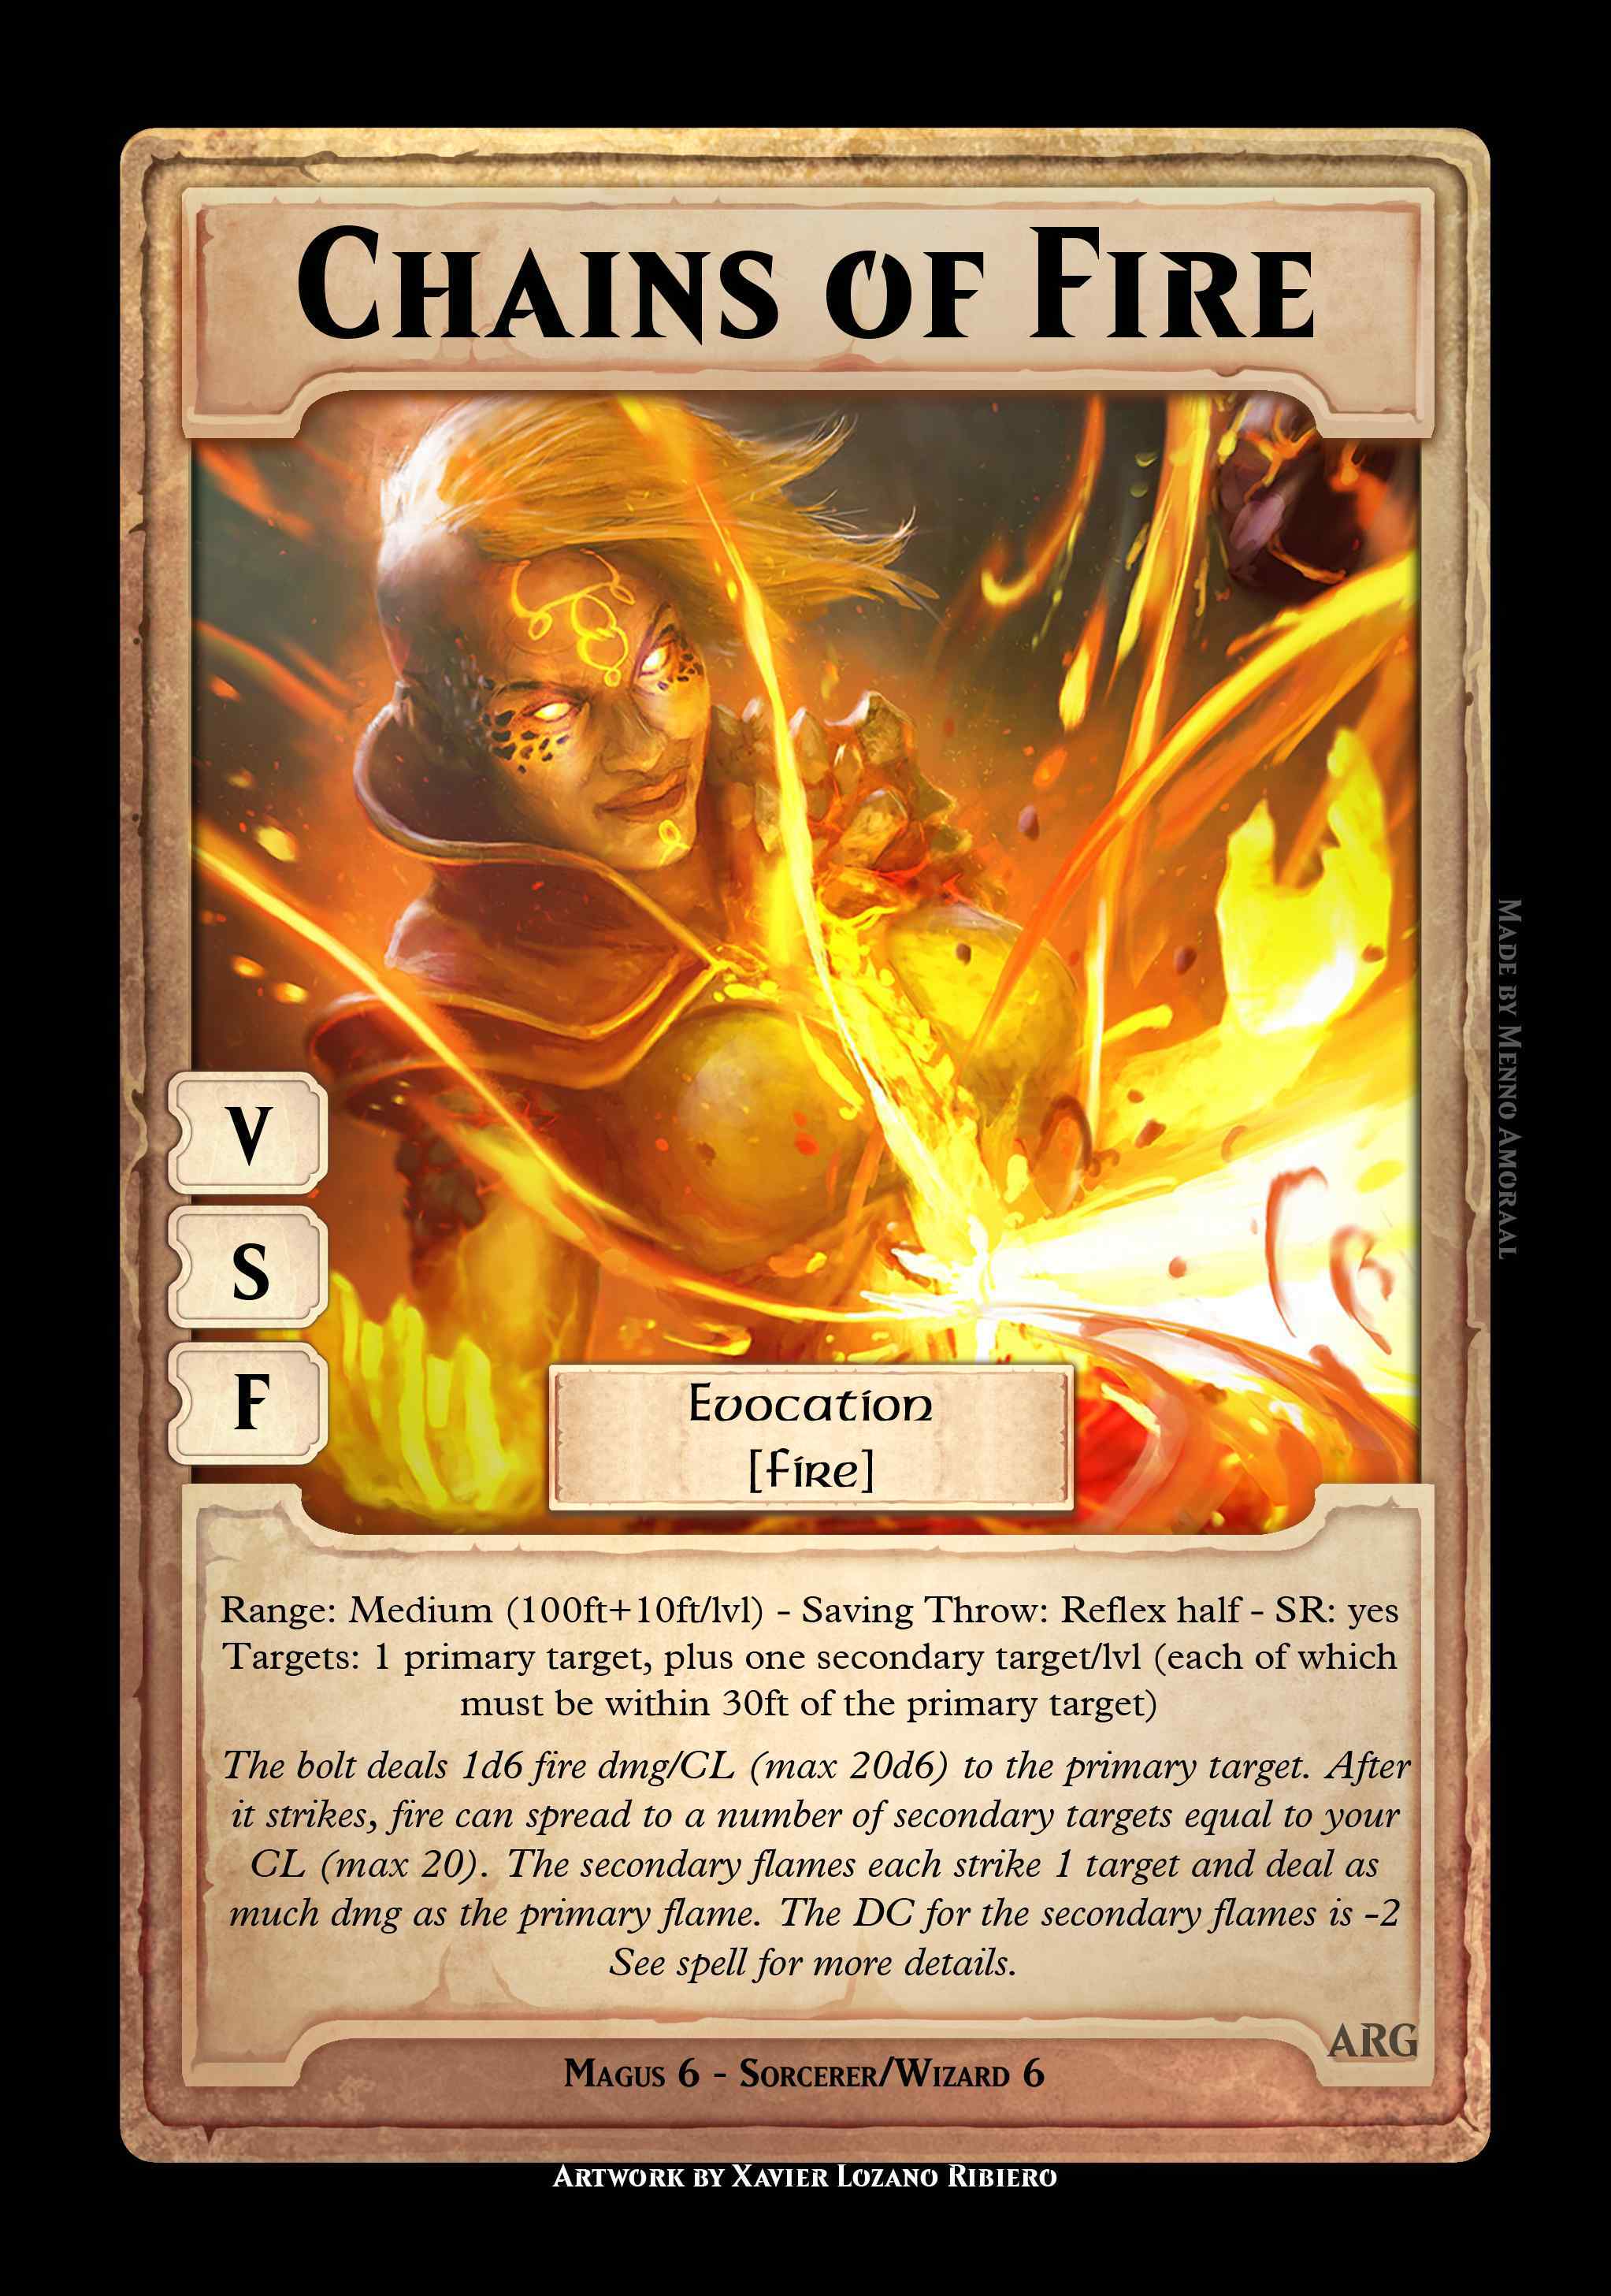 Chains of Fire
V
S
F
Evocation
[Fire]
Range: Medium (100ft+10ft/lvl) - Saving Throw: Reflex half - SR: yes
Targets: 1 primary target, plus one secondary target/lvl (each of which
must be within 30ft of the primary target)
The bolt deals 1d6 fire dmg/CL (max 20d6) to the primary target. After
it strikes, fire can spread to a number of secondary targets equal to your
CL (max 20). The secondary flames each strike 1 target and deal as
much dmg as the primary flame. The DC for the secondary flames is -2
See spell for more details.
ARG
Magus 6 - Sorcerer/Wizard 6
Artwork by Xavier Lozano Ribiero
Made by Menno Amoraal